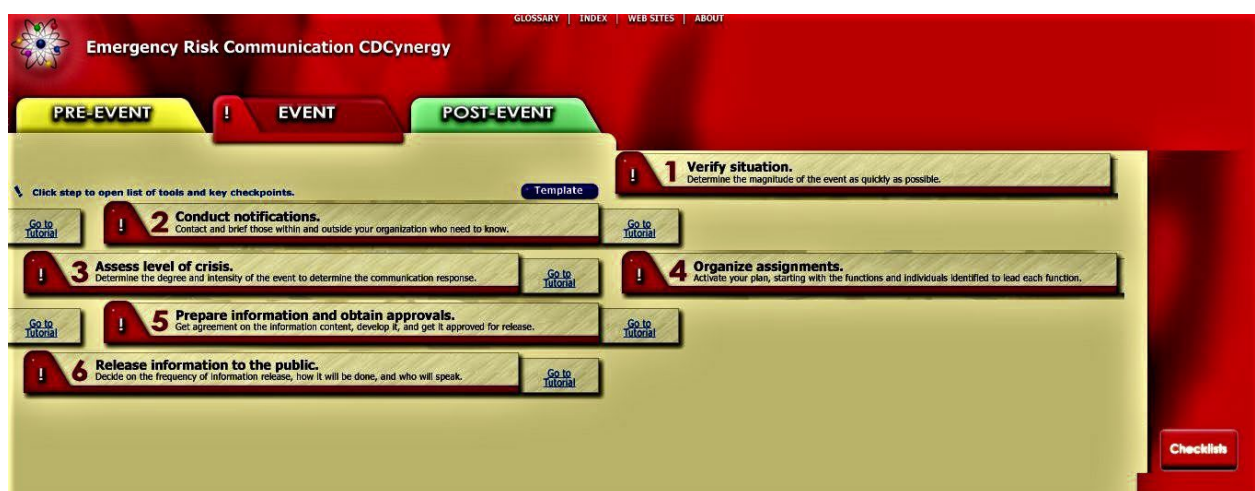 GLOSSARY | INDEX | WEB SITES | ABOUT
Emergency Risk Communication CDCynergy
PRE-EVENT
! EVENT
POST-EVENT
! 1 Verify situation.
Determine the magnitude of the event as quickly as possible.
! Click step to open list of tools and key checkpoints.
Template
Go to
Tutorial
! 2 Conduct notifications.
Contact and brief those within and outside your organization who need to know.
Go to
Tutorial
! 3 Assess level of crisis.
Determine the degree and intensity of the event to determine the communication response.
Go to
Tutorial
! 4 Organize assignments.
Activate your plan, starting with the functions and individuals identified to lead each function.
Go to
Tutorial
! 5 Prepare information and obtain approvals.
Get agreement on the information content, develop it, and get it approved for release.
Go to
Tutorial
! 6 Release information to the public.
Decide on the frequency of information release, how it will be done, and who will speak.
Go to
Tutorial
Checklists